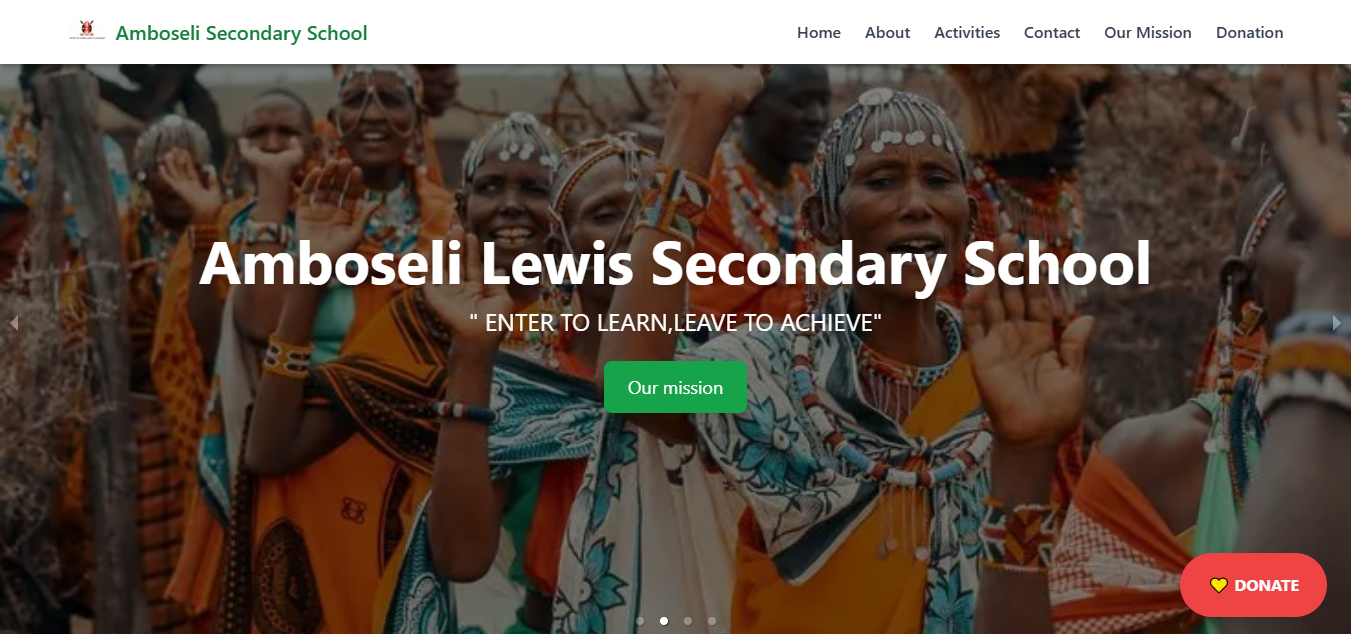 Amboseli Secondary School
Home About Activities Contact Our Mission Donation
Amboseli Lewis Secondary School
" ENTER TO LEARN,LEAVE TO ACHIEVE"
Our mission
DONATE